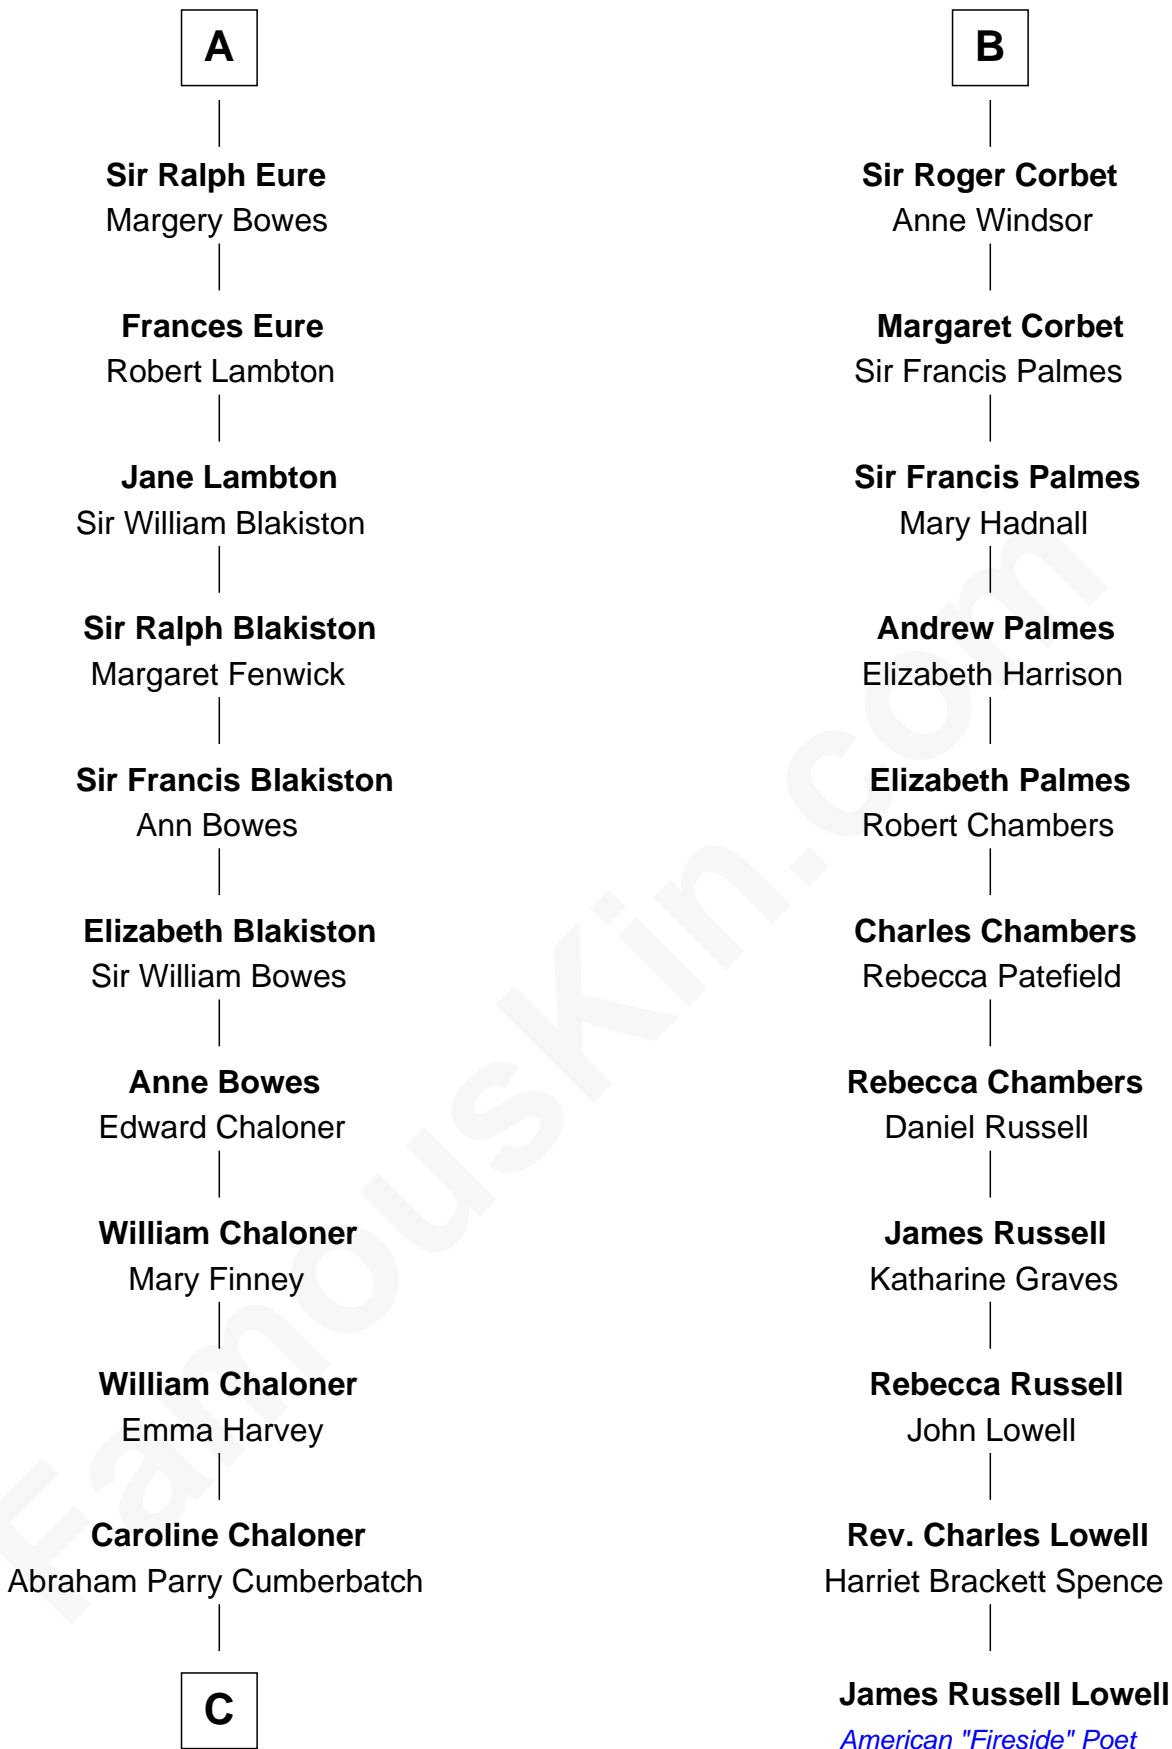 A
Sir Ralph Eure
Margery Bowes
Frances Eure
Robert Lambton
Jane Lambton
Sir William Blakiston
Sir Ralph Blakiston
Margaret Fenwick
Sir Francis Blakiston
Ann Bowes
Elizabeth Blakiston
Sir William Bowes
Anne Bowes
Edward Chaloner
William Chaloner
Mary Finney
William Chaloner
Emma Harvey
Caroline Chaloner
Abraham Parry Cumberbatch
C
B
Sir Roger Corbet
Anne Windsor
Margaret Corbet
Sir Francis Palmes
Sir Francis Palmes
Mary Hadnall
Andrew Palmes
Elizabeth Harrison
Elizabeth Palmes
Robert Chambers
Charles Chambers
Rebecca Patefield
Rebecca Chambers
Daniel Russell
James Russell
Katharine Graves
Rebecca Russell
John Lowell
Rev. Charles Lowell
Harriet Brackett Spence
James Russell Lowell
American "Fireside" Poet
FamousKin.com